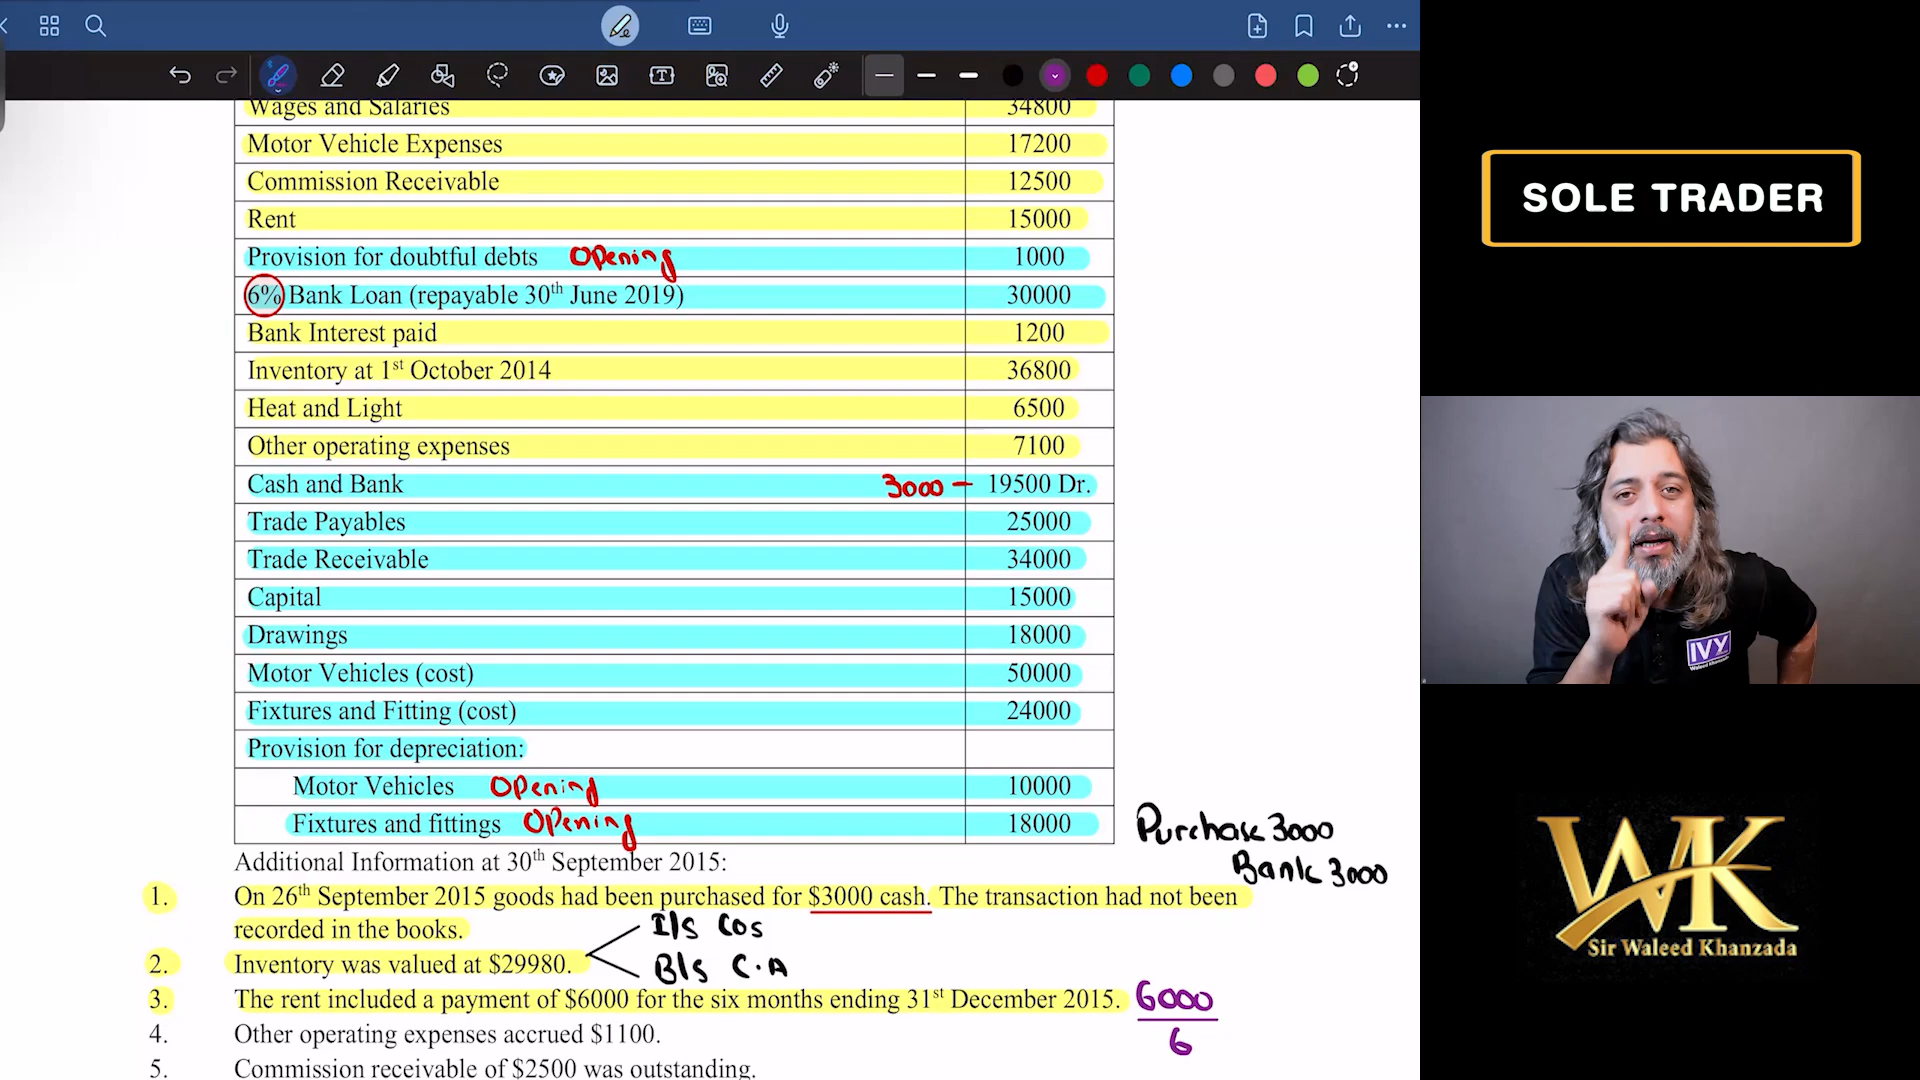 Wages and Salaries 34800
Motor Vehicle Expenses 17200
Commission Receivable 12500
Rent 15000
Provision for doubtful debts Opening 1000
6% Bank Loan (repayable 30th June 2019) 30000
Bank Interest paid 1200
Inventory at 1st October 2014 36800
Heat and Light 6500
Other operating expenses 7100
Cash and Bank 3000 – 19500 Dr.
Trade Payables 25000
Trade Receivable 34000
Capital 15000
Drawings 18000
Motor Vehicles (cost) 50000
Fixtures and Fitting (cost) 24000
Provision for depreciation:
Motor Vehicles Opening 10000
Fixtures and fittings Opening 18000
Purchase 3000
Bank 3000
Additional Information at 30th September 2015:
1. On 26th September 2015 goods had been purchased for $3000 cash. The transaction had not been
recorded in the books.
I/S COS
2. Inventory was valued at $29980.
B/S C.A
3. The rent included a payment of $6000 for the six months ending 31st December 2015. 6000
6
4. Other operating expenses accrued $1100.
5. Commission receivable of $2500 was outstanding.
SOLE TRADER
IVY
Waleed Khanzada
WK
Sir Waleed Khanzada